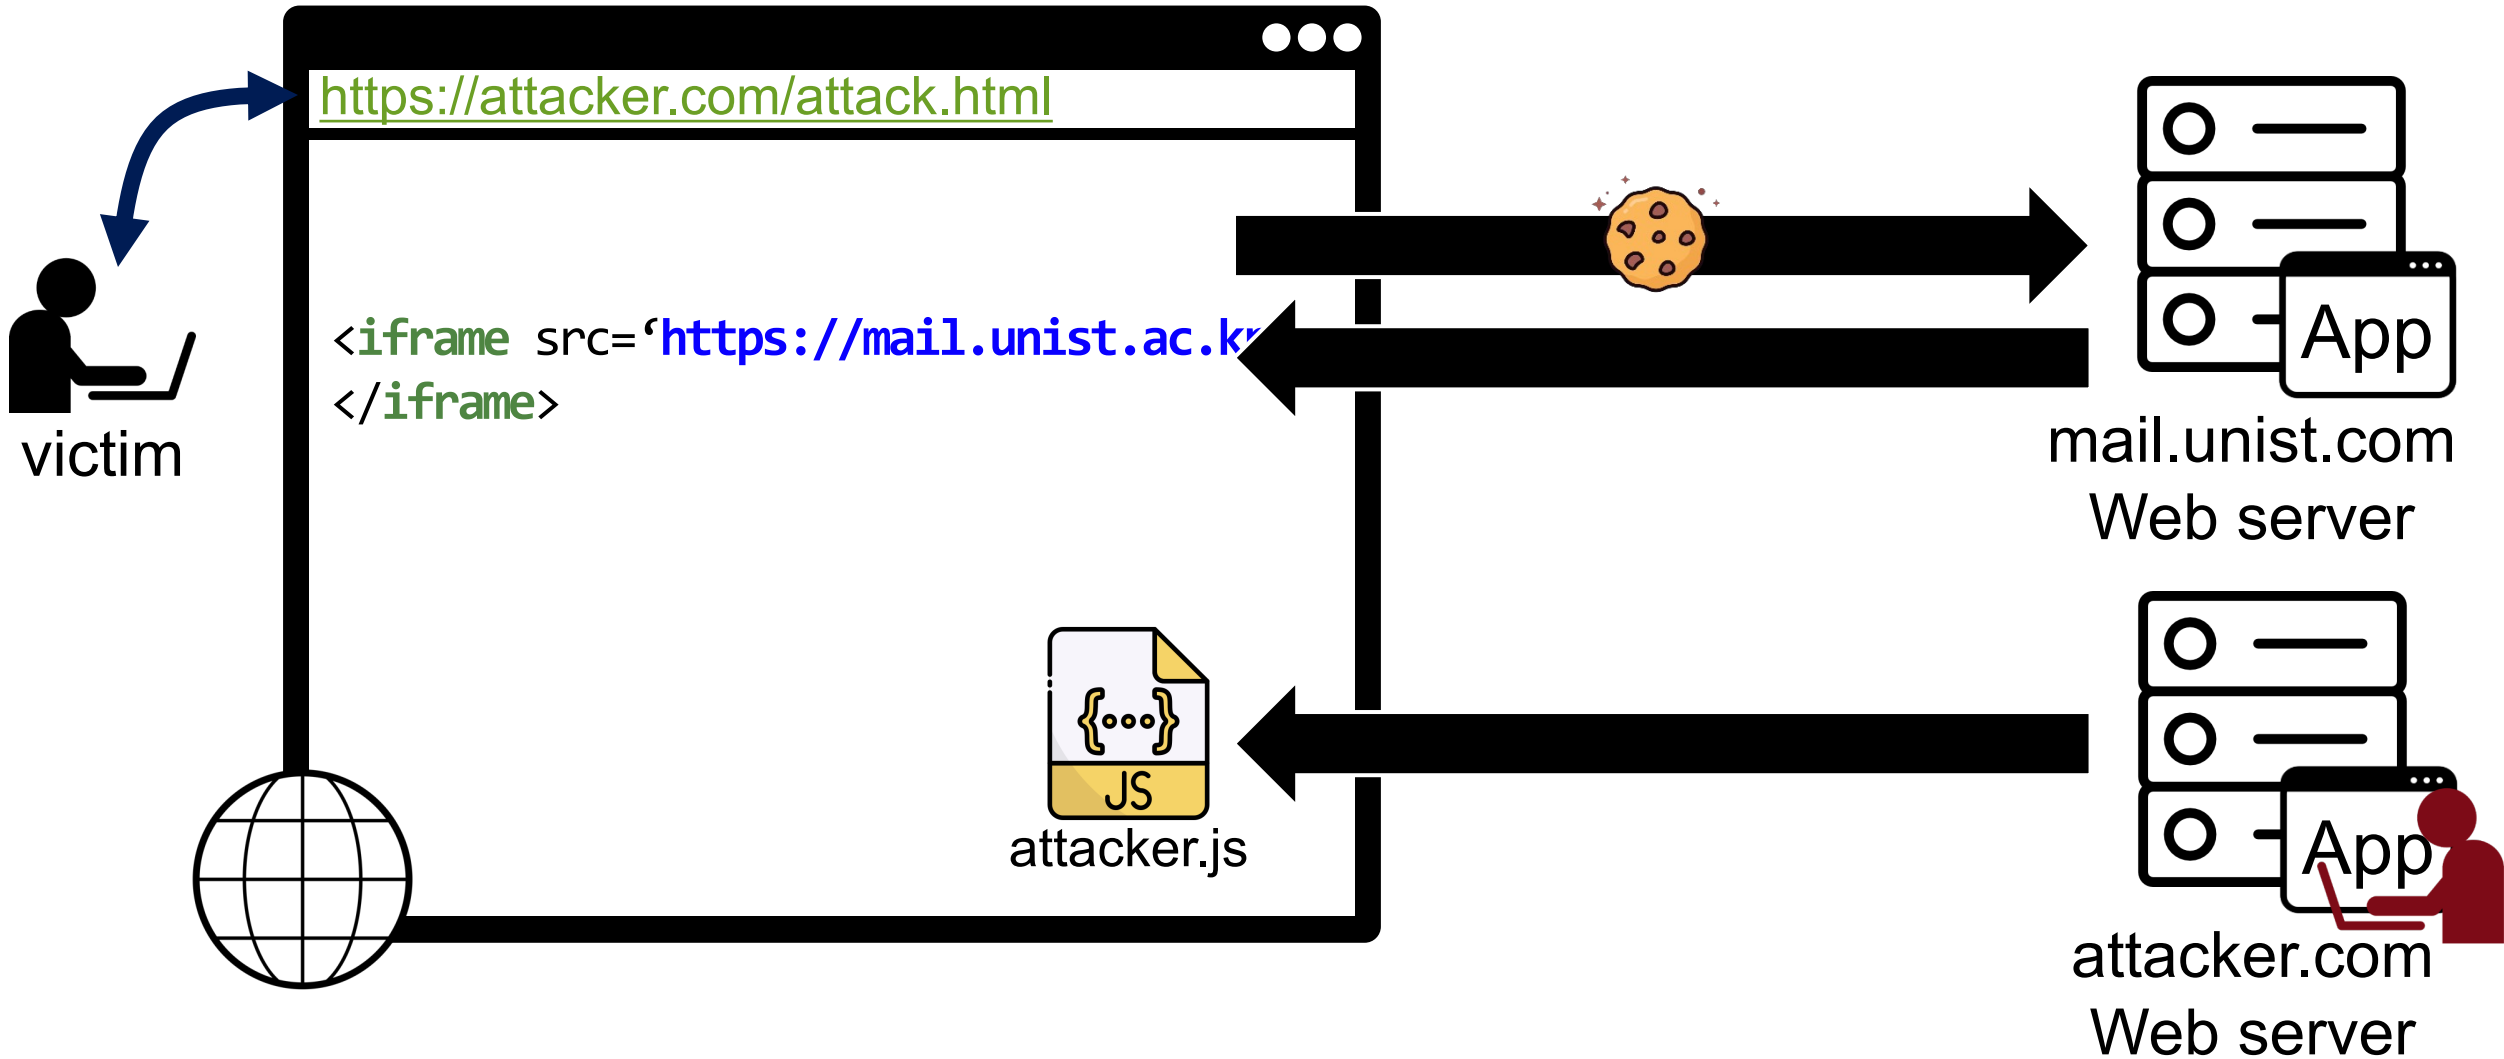 https://attacker.com/attack.html
<iframe src=‘https://mail.unist.ac.kr
</iframe>
victim
App
mail.unist.com
Web server
{...}
JS
attacker.js
App
attacker.com
Web server